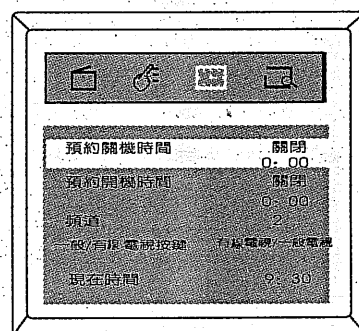 預約關機時間 關閉
0: 00
預約開機時間 關閉
0: 00
頻道 2
一般/有線電視按鍵 有線電視/一般電視
現在時間 9: 30